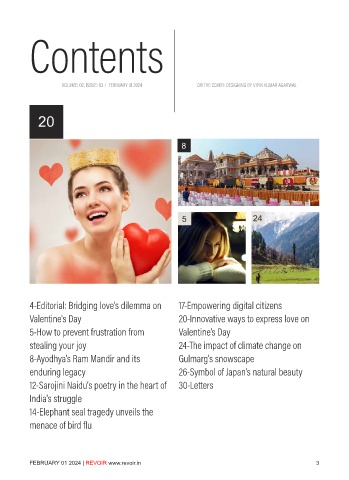 Contents
VOLUME: 02, ISSUE: 03 / FEBRUARY 01 2024
ON THE COVER: DESIGNING BY VIPIN KUMAR AGARWAL
20
8
5
24
4-Editorial: Bridging love's dilemma on
Valentine's Day
5-How to prevent frustration from
stealing your joy
8-Ayodhya's Ram Mandir and its
enduring legacy
12-Sarojini Naidu's poetry in the heart of
India's struggle
14-Elephant seal tragedy unveils the
menace of bird flu
17-Empowering digital citizens
20-Innovative ways to express love on
Valentine's Day
24-The impact of climate change on
Gulmarg's snowscape
26-Symbol of Japan's natural beauty
30-Letters
FEBRUARY 01 2024 | REVOIR www.revoir.in
3